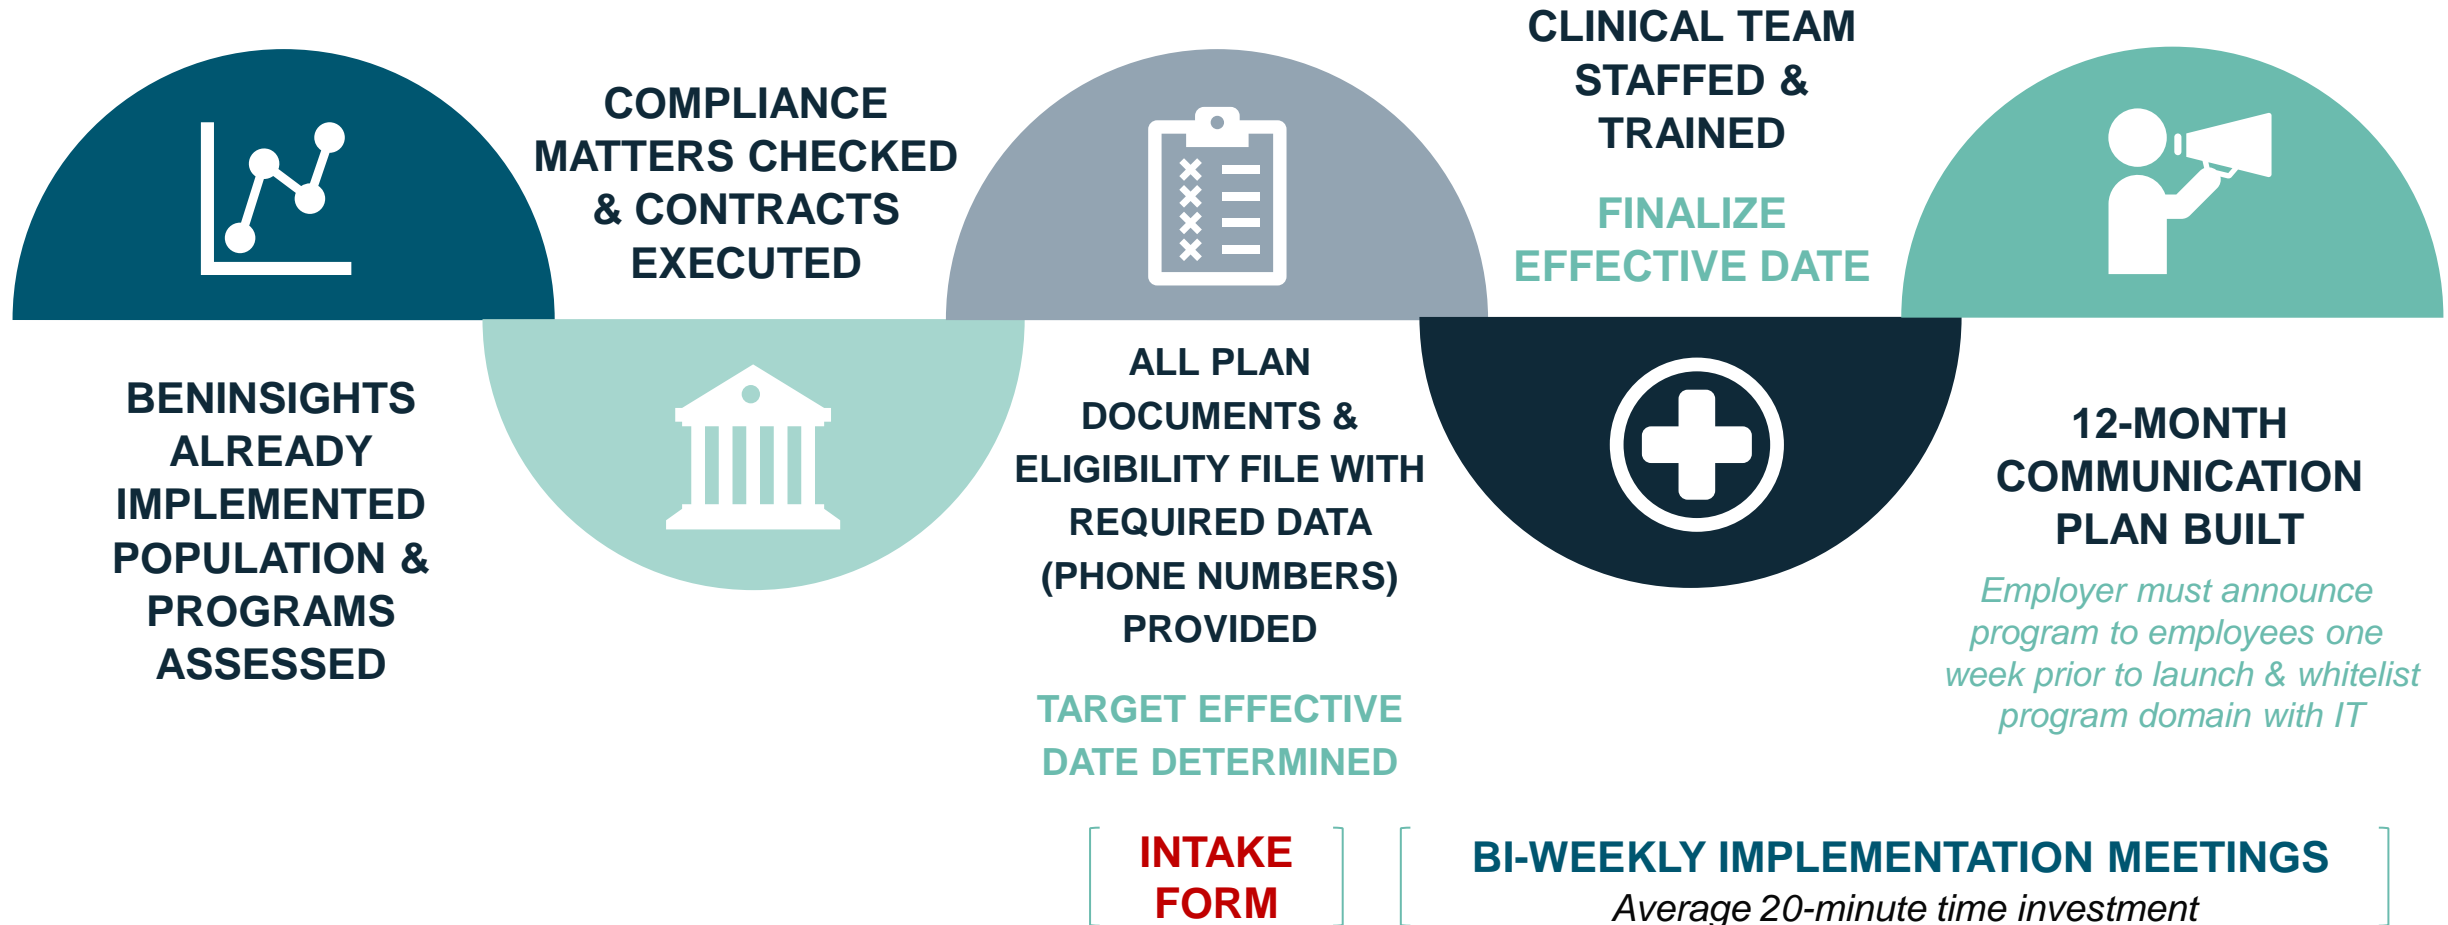 BENINSIGHTS
ALREADY
IMPLEMENTED
POPULATION &
PROGRAMS
ASSESSED
COMPLIANCE
MATTERS CHECKED
& CONTRACTS
EXECUTED
ALL PLAN
DOCUMENTS &
ELIGIBILITY FILE WITH
REQUIRED DATA
(PHONE NUMBERS)
PROVIDED
TARGET EFFECTIVE
DATE DETERMINED
CLINICAL TEAM
STAFFED &
TRAINED
FINALIZE
EFFECTIVE DATE
12-MONTH
COMMUNICATION
PLAN BUILT
Employer must announce
program to employees one
week prior to launch & whitelist
program domain with IT
INTAKE
FORM
BI-WEEKLY IMPLEMENTATION MEETINGS
Average 20-minute time investment